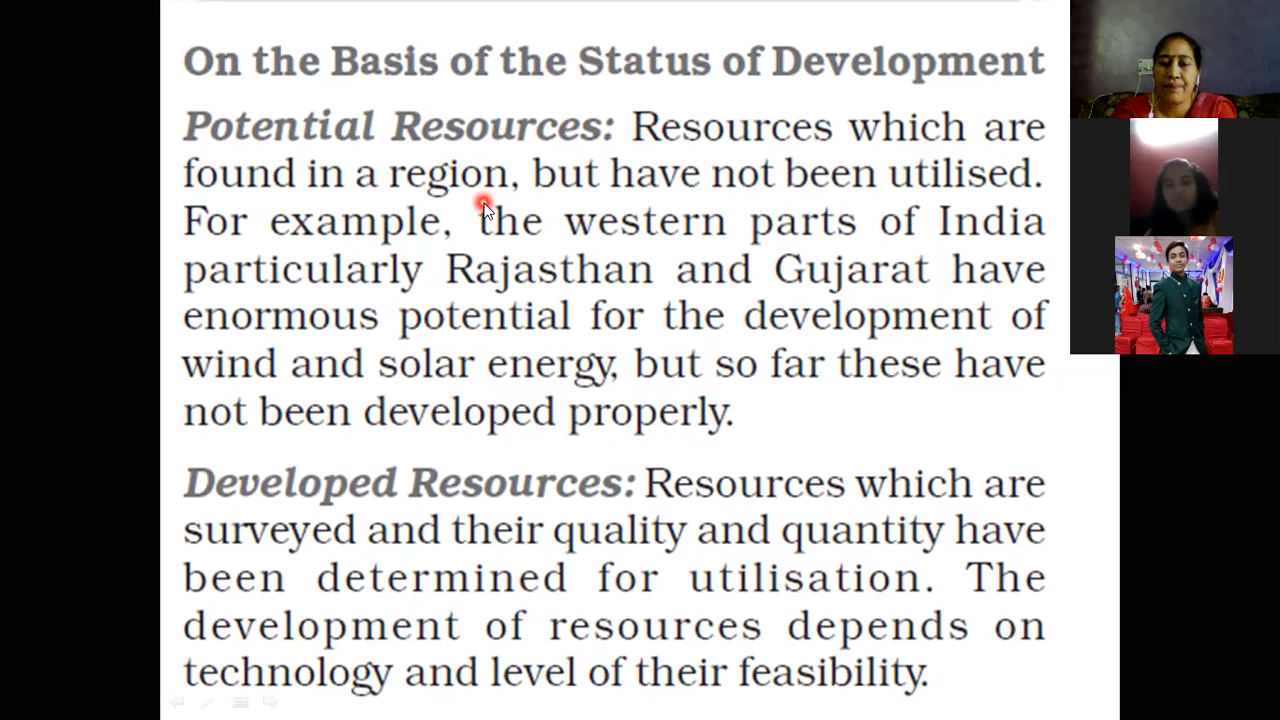 On the Basis of the Status of Development
Potential Resources: Resources which are
found in a region, but have not been utilised.
For example, the western parts of India
particularly Rajasthan and Gujarat have
enormous potential for the development of
wind and solar energy, but so far these have
not been developed properly.
Developed Resources: Resources which are
surveyed and their quality and quantity have
been determined for utilisation. The
development of resources depends on
technology and level of their feasibility.